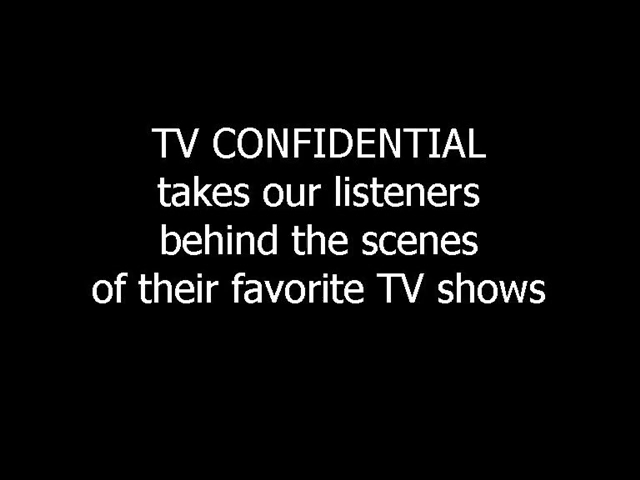 TV CONFIDENTIAL
takes our listeners
behind the scenes
of their favorite TV shows